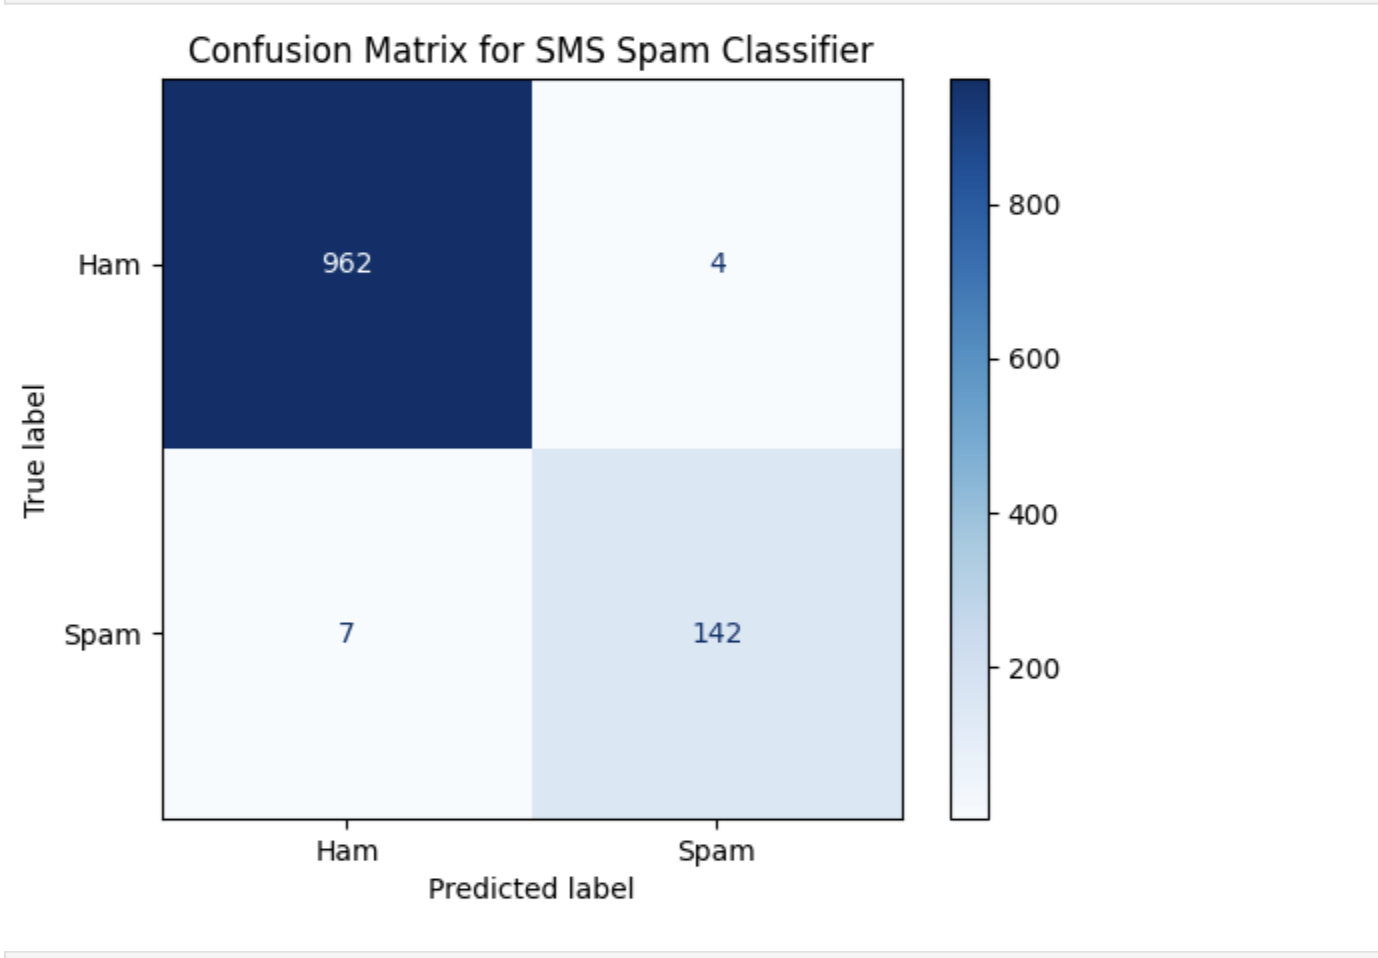 Confusion Matrix for SMS Spam Classifier
Ham
962
4
800
600
True label
400
Spam
7
142
200
Ham
Spam
Predicted label